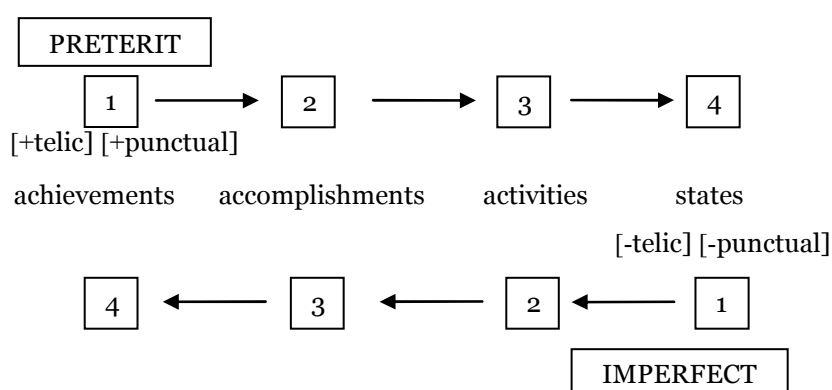 PRETERIT
1 2 3 4
[+telic] [+punctual]
achievements accomplishments activities states
[-telic] [-punctual]
4 3 2 1
IMPERFECT